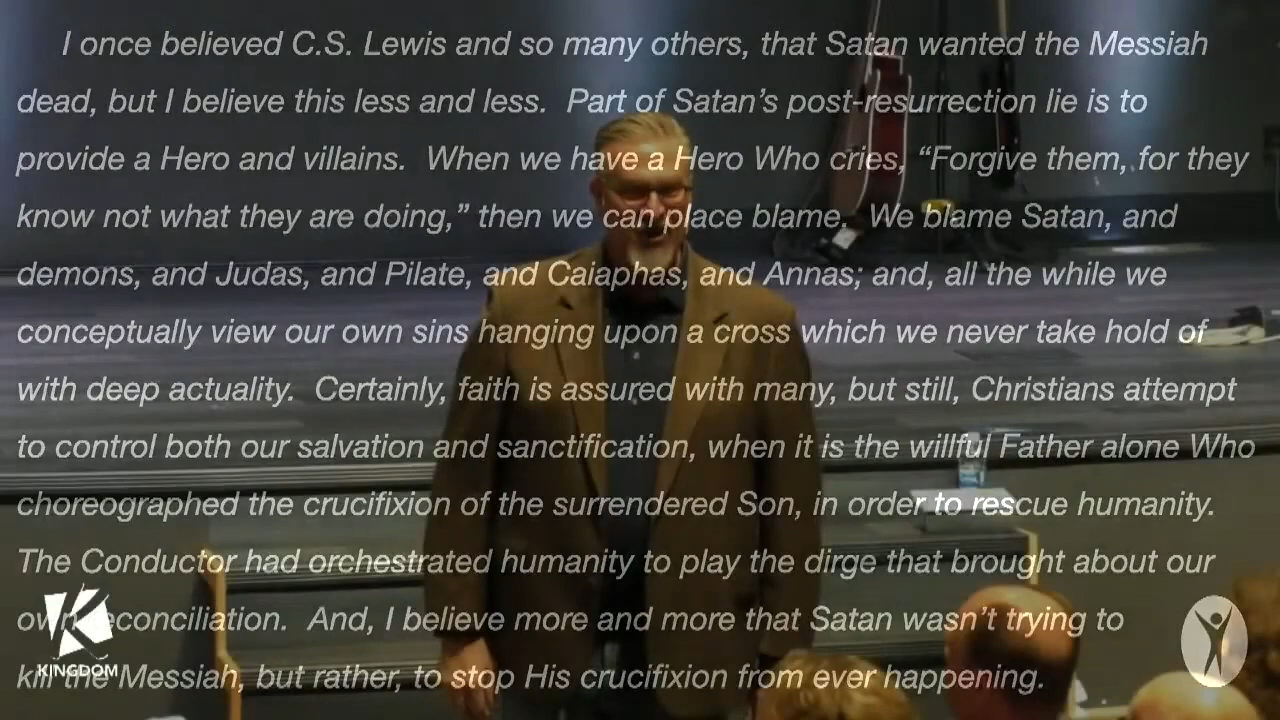 I once believed C.S. Lewis and so many others, that Satan wanted the Messiah
dead, but I believe this less and less.  Part of Satan’s post-resurrection lie is to
provide a Hero and villains.  When we have a Hero Who cries, “Forgive them, for they
know not what they are doing,” then we can place blame.  We blame Satan, and
demons, and Judas, and Pilate, and Caiaphas, and Annas; and, all the while we
conceptually view our own sins hanging upon a cross which we never take hold of
with deep actuality.  Certainly, faith is assured with many, but still, Christians attempt
to control both our salvation and sanctification, when it is the willful Father alone Who
choreographed the crucifixion of the surrendered Son, in order to rescue humanity.
The Conductor had orchestrated humanity to play the dirge that brought about our
own reconciliation.  And, I believe more and more that Satan wasn’t trying to
kill the Messiah, but rather, to stop His crucifixion from ever happening.
K
KINGDOM